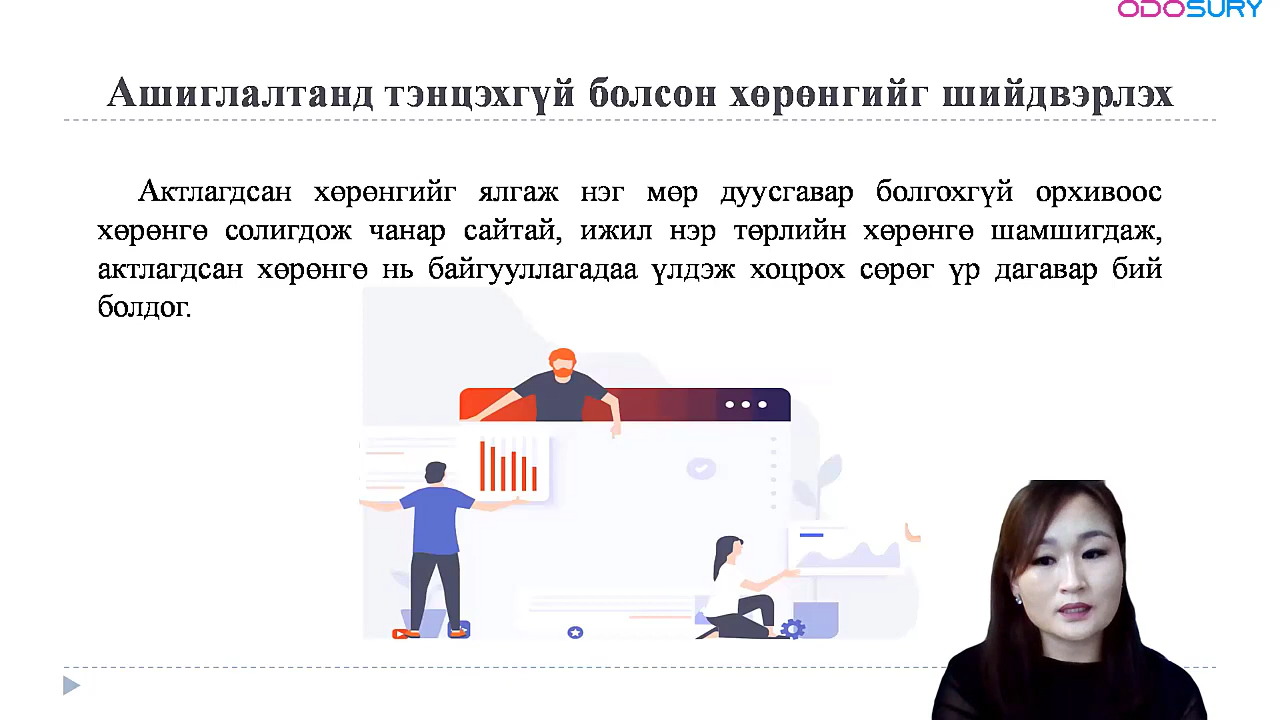 ODOSURY
Ашиглалтанд тэнцэхгүй болсон хөрөнгийг шийдвэрлэх
Актлагдсан хөрөнгийг ялгаж нэг мөр дуусгавар болгохгүй орхивоос
хөрөнгө солигдож чанар сайтай, ижил нэр төрлийн хөрөнгө шамшигдаж,
актлагдсан хөрөнгө нь байгууллагадаа үлдэж хоцрох сөрөг үр дагавар бий
болдог.